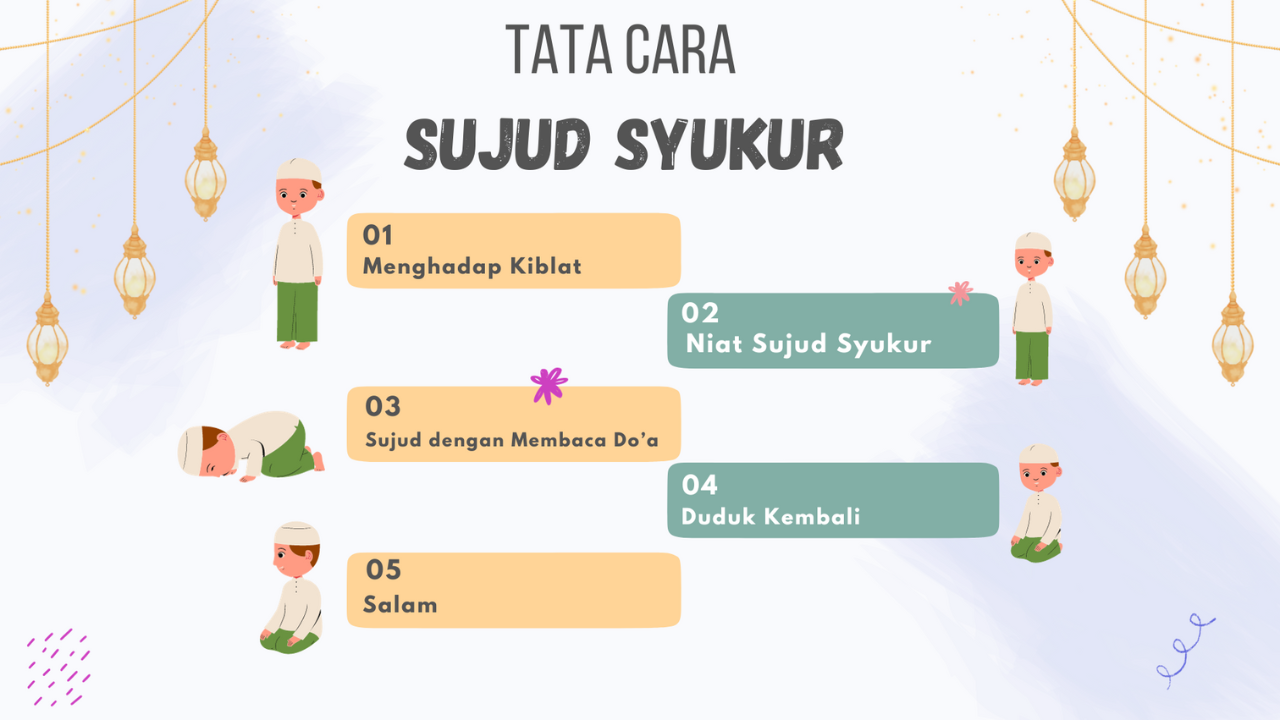 TATA CARA
SUJUD SYUKUR
01
Menghadap Kiblat
02
Niat Sujud Syukur
03
Sujud dengan Membaca Do'a
04
Duduk Kembali
05
Salam